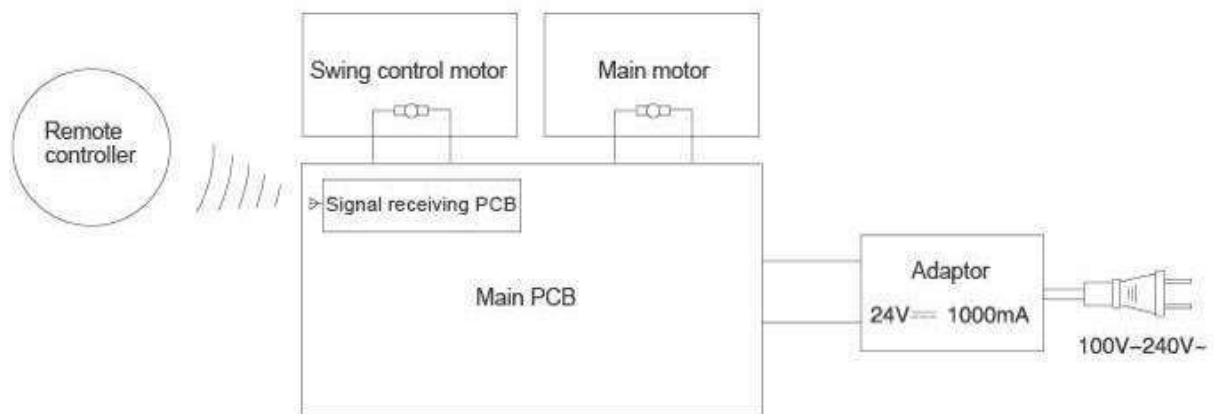 Swing control motor
Main motor
Remote
controller
Signal receiving PCB
Main PCB
Adaptor
24V⎓ 1000mA
100V~240V~